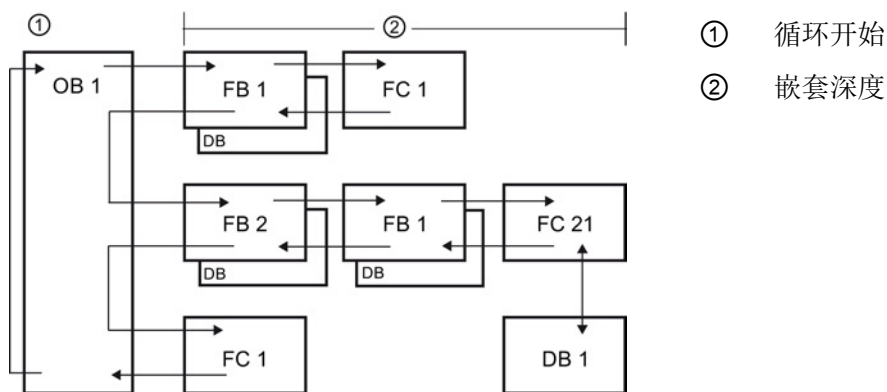 ① ② ① 循环开始
OB 1 FB 1 FC 1 ② 嵌套深度
DB
FB 2 FB 1 FC 21
DB DB
FC 1 DB 1